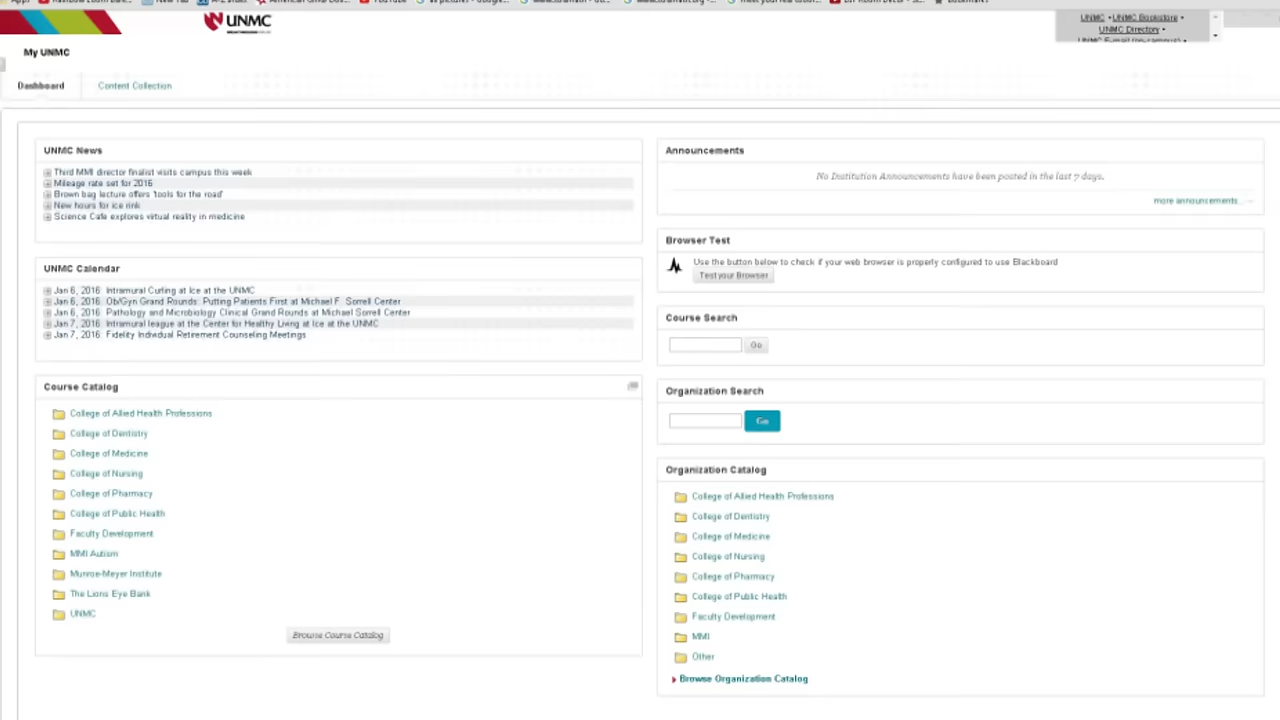 YouTube
UNMC
UNMC • UNMC Bookstore •
UNMC Directory •
My UNMC
Dashboard
Content Collection
UNMC News
Third MMI director finalist visits campus this week
Mileage rate set for 2016
Brown bag lecture offers 'tools for the road'
New hours for ice rink
Science Cafe explores virtual reality in medicine
UNMC Calendar
Jan 6, 2016: Intramural Curling at Ice at the UNMC
Jan 6, 2016: Ob/Gyn Grand Rounds: Putting Patients First at Michael F. Sorrell Center
Jan 6, 2016: Pathology and Microbiology Clinical Grand Rounds at Michael Sorrell Center
Jan 7, 2016: Intramural league at the Center for Healthy Living at Ice at the UNMC
Jan 7, 2016: Fidelity Individual Retirement Counseling Meetings
Course Catalog
College of Allied Health Professions
College of Dentistry
College of Medicine
College of Nursing
College of Pharmacy
College of Public Health
Faculty Development
MMI Autism
Munroe-Meyer Institute
The Lions Eye Bank
UNMC
Browse Course Catalog
Announcements
No Institution Announcements have been posted in the last 7 days.
more announcements...
Browser Test
Use the button below to check if your web browser is properly configured to use Blackboard
Test your Browser
Course Search
Go
Organization Search
Go
Organization Catalog
College of Allied Health Professions
College of Dentistry
College of Medicine
College of Nursing
College of Pharmacy
College of Public Health
Faculty Development
MMI
Other
Browse Organization Catalog